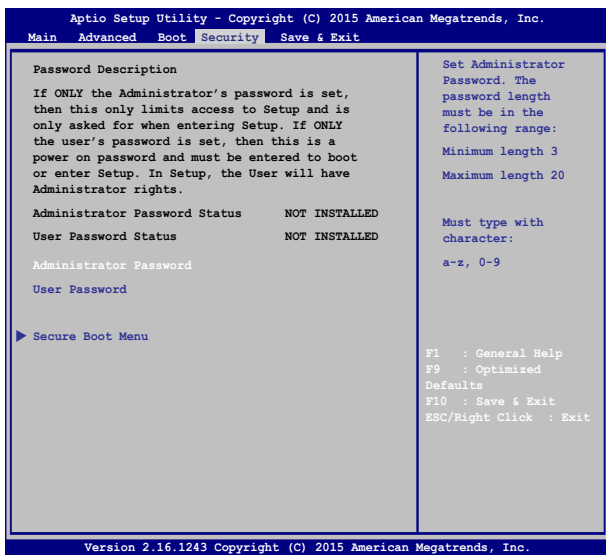 Aptio Setup Utility - Copyright (C) 2015 American Megatrends, Inc.
Main Advanced Boot Security Save & Exit
Password Description
If ONLY the Administrator's password is set,
then this only limits access to Setup and is
only asked for when entering Setup. If ONLY
the user's password is set, then this is a
power on password and must be entered to boot
or enter Setup. In Setup, the User will have
Administrator rights.
Administrator Password Status NOT INSTALLED
User Password Status NOT INSTALLED
Administrator Password
User Password
Secure Boot Menu
Set Administrator
Password. The
password length
must be in the
following range:
Minimum length 3
Maximum length 20
Must type with
character:
a-z, 0-9
F1 : General Help
F9 : Optimized
Defaults
F10 : Save & Exit
ESC/Right Click : Exit
Version 2.16.1243 Copyright (C) 2015 American Megatrends, Inc.